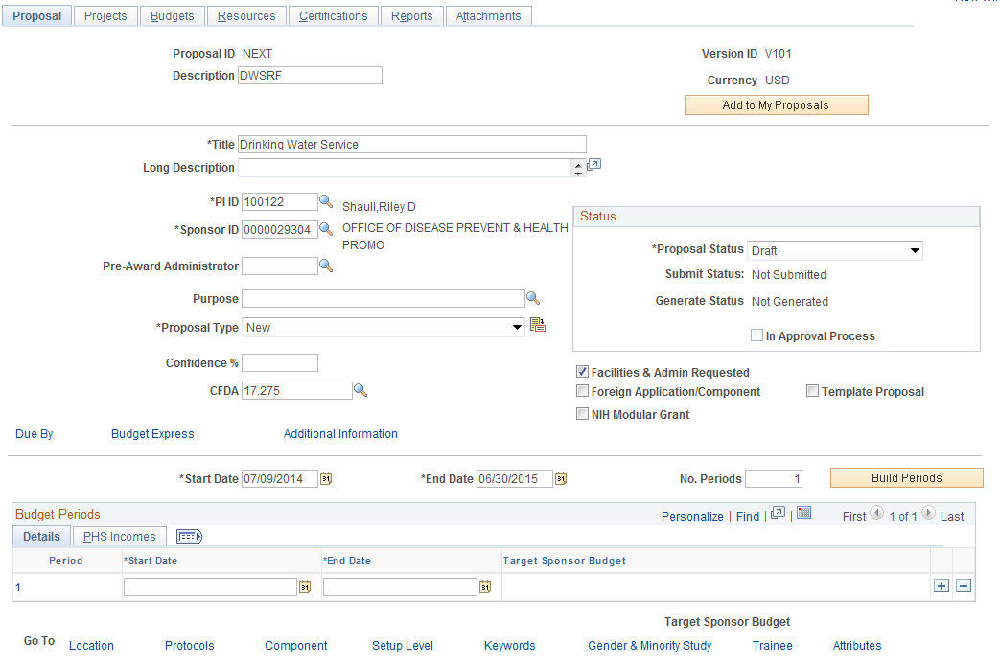 Proposal Projects Budgets Resources Certifications Reports Attachments
Proposal ID NEXT Version ID V101
Description DWSRF
Currency USD
Add to My Proposals
*Title Drinking Water Service
Long Description
*PI ID 100122 Shaull,Riley D
*Sponsor ID 0000029304 OFFICE OF DISEASE PREVENT & HEALTH
PROMO
Pre-Award Administrator
Purpose
*Proposal Type New
Confidence %
CFDA 17.275
Status
*Proposal Status Draft
Submit Status: Not Submitted
Generate Status Not Generated
In Approval Process
Facilities & Admin Requested
Foreign Application/Component Template Proposal
NIH Modular Grant
Due By Budget Express Additional Information
*Start Date 07/09/2014 31 *End Date 06/30/2015 31 No. Periods 1 Build Periods
Budget Periods Personalize | Find | | First 1 of 1 Last
Details PHS Incomes
Period *Start Date *End Date Target Sponsor Budget
1 31 31
Target Sponsor Budget
Go To Location Protocols Component Setup Level Keywords Gender & Minority Study Trainee Attributes